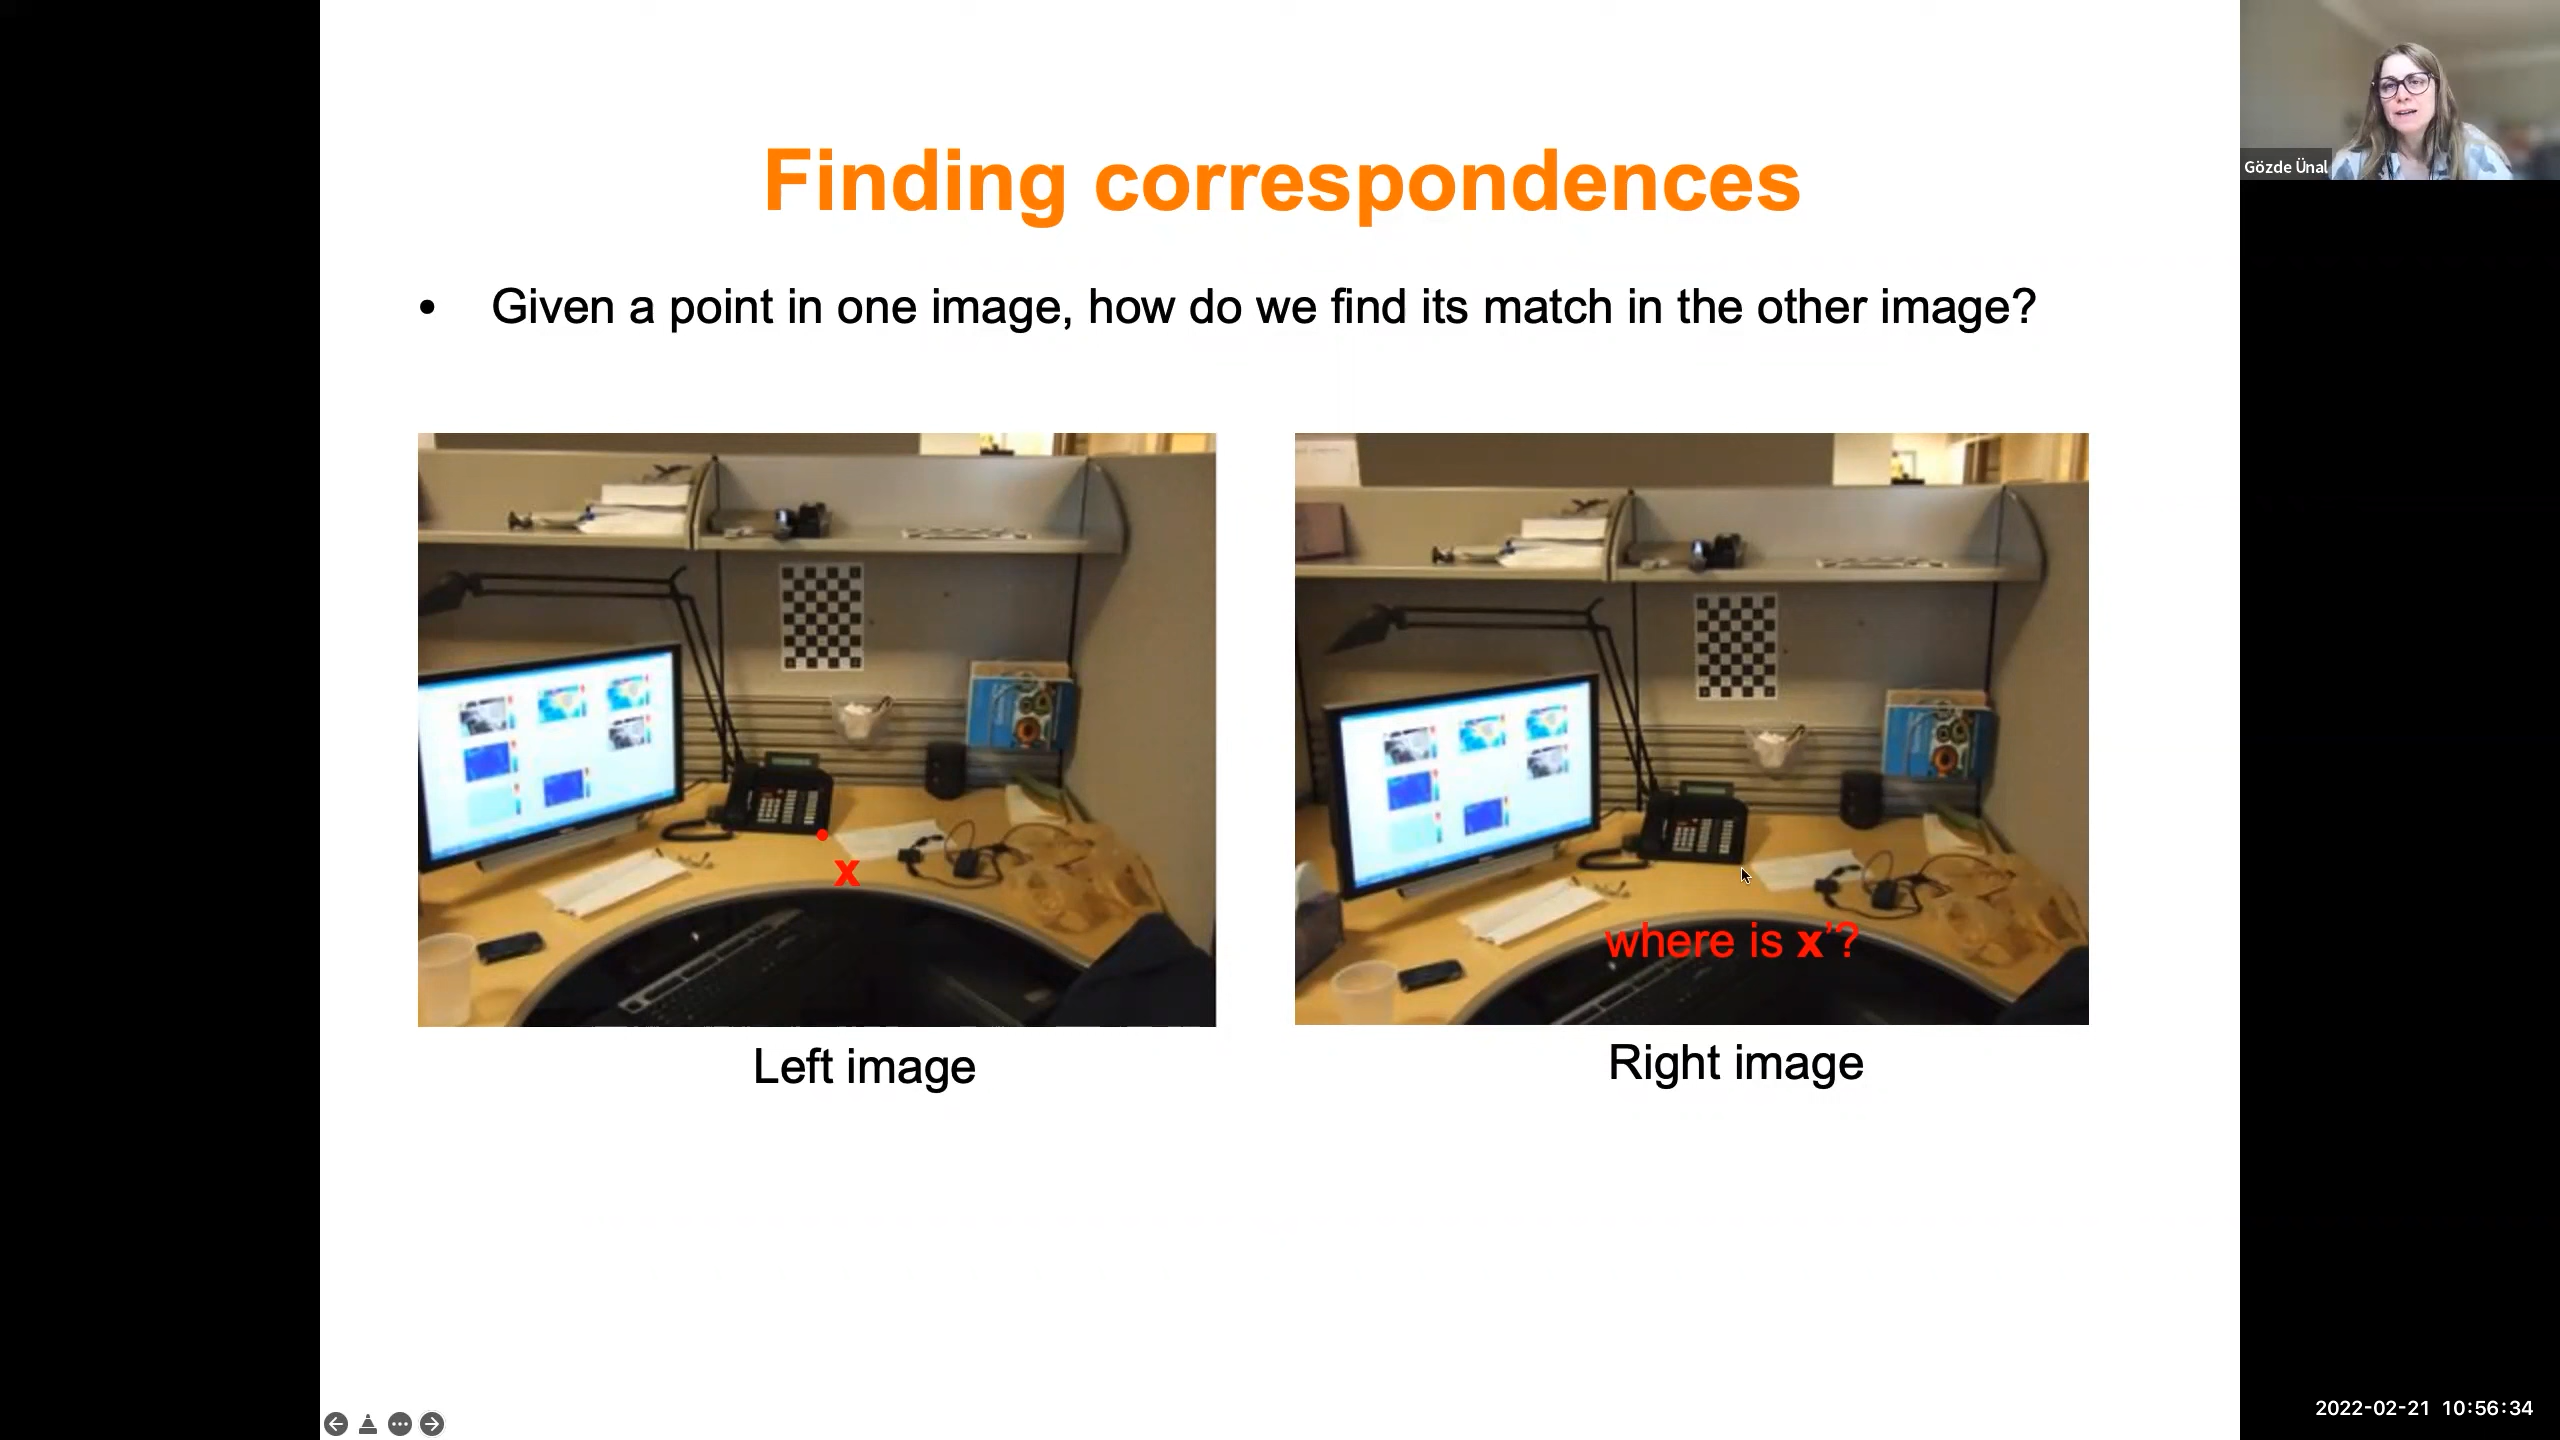 Finding correspondences
• Given a point in one image, how do we find its match in the other image?
x
where is x'?
Left image
Right image
Gözde Ünal
2022-02-21 10:56:34